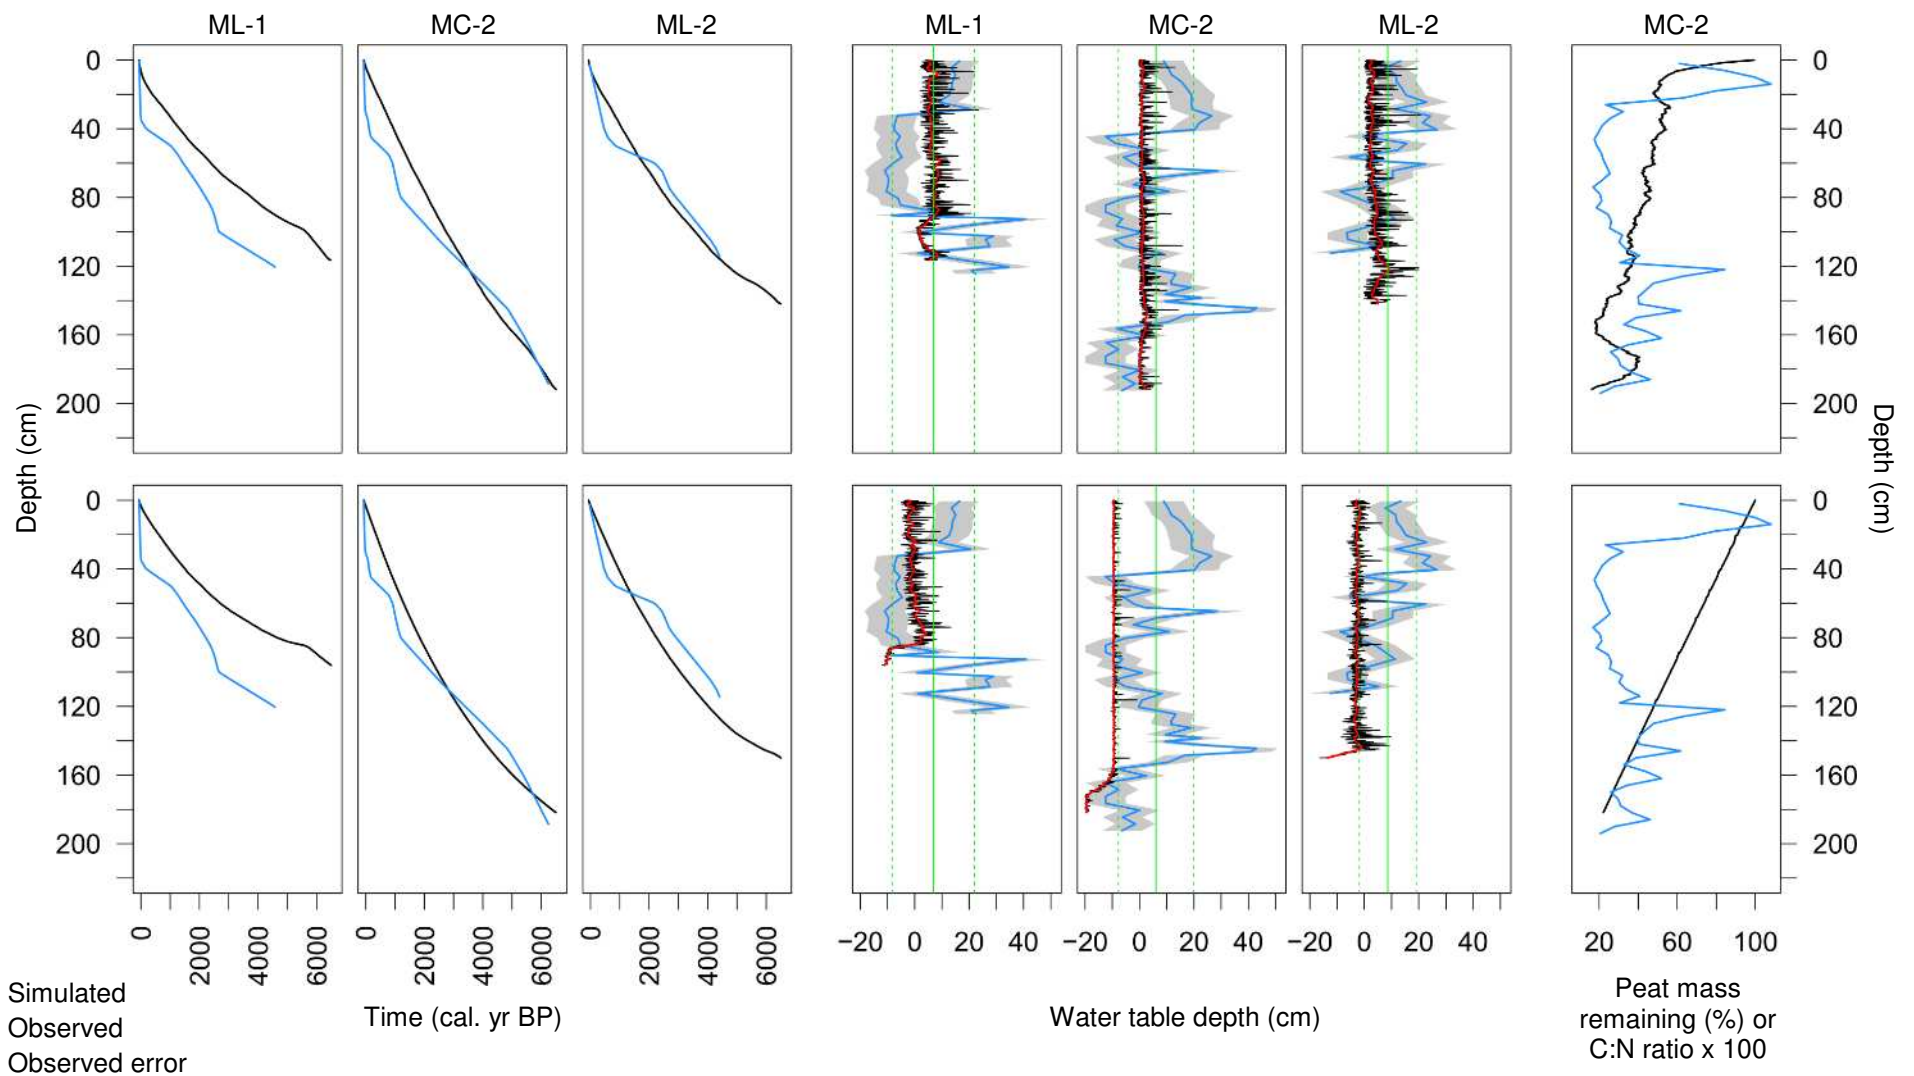 ML-1 MC-2 ML-2 ML-1 MC-2 ML-2 MC-2
0 0
40 40
80 80
120 120
160 160
200 200
Depth (cm)
Depth (cm)
0 0
40 40
80 80
120 120
160 160
200 200
0 2000 4000 6000 0 2000 4000 6000 0 2000 4000 6000
−20 0 20 40 −20 0 20 40 −20 0 20 40
20 60 100
Simulated
Observed
Observed error
Time (cal. yr BP)
Water table depth (cm)
Peat mass
remaining (%) or
C:N ratio x 100